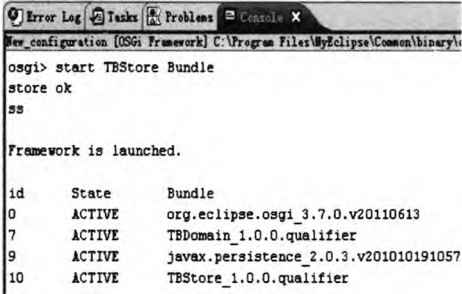 Error Log Tasks Problems Console X
New_configuration [OSGi Framework] C:\Program Files\MyEclipse\Common\binary\
osgi> start TBStore Bundle
store ok
ss
Framework is launched.
id State Bundle
0 ACTIVE org.eclipse.osgi_3.7.0.v20110613
7 ACTIVE TBDomain_1.0.0.qualifier
9 ACTIVE javax.persistence_2.0.3.v201010191057
10 ACTIVE TBStore_1.0.0.qualifier